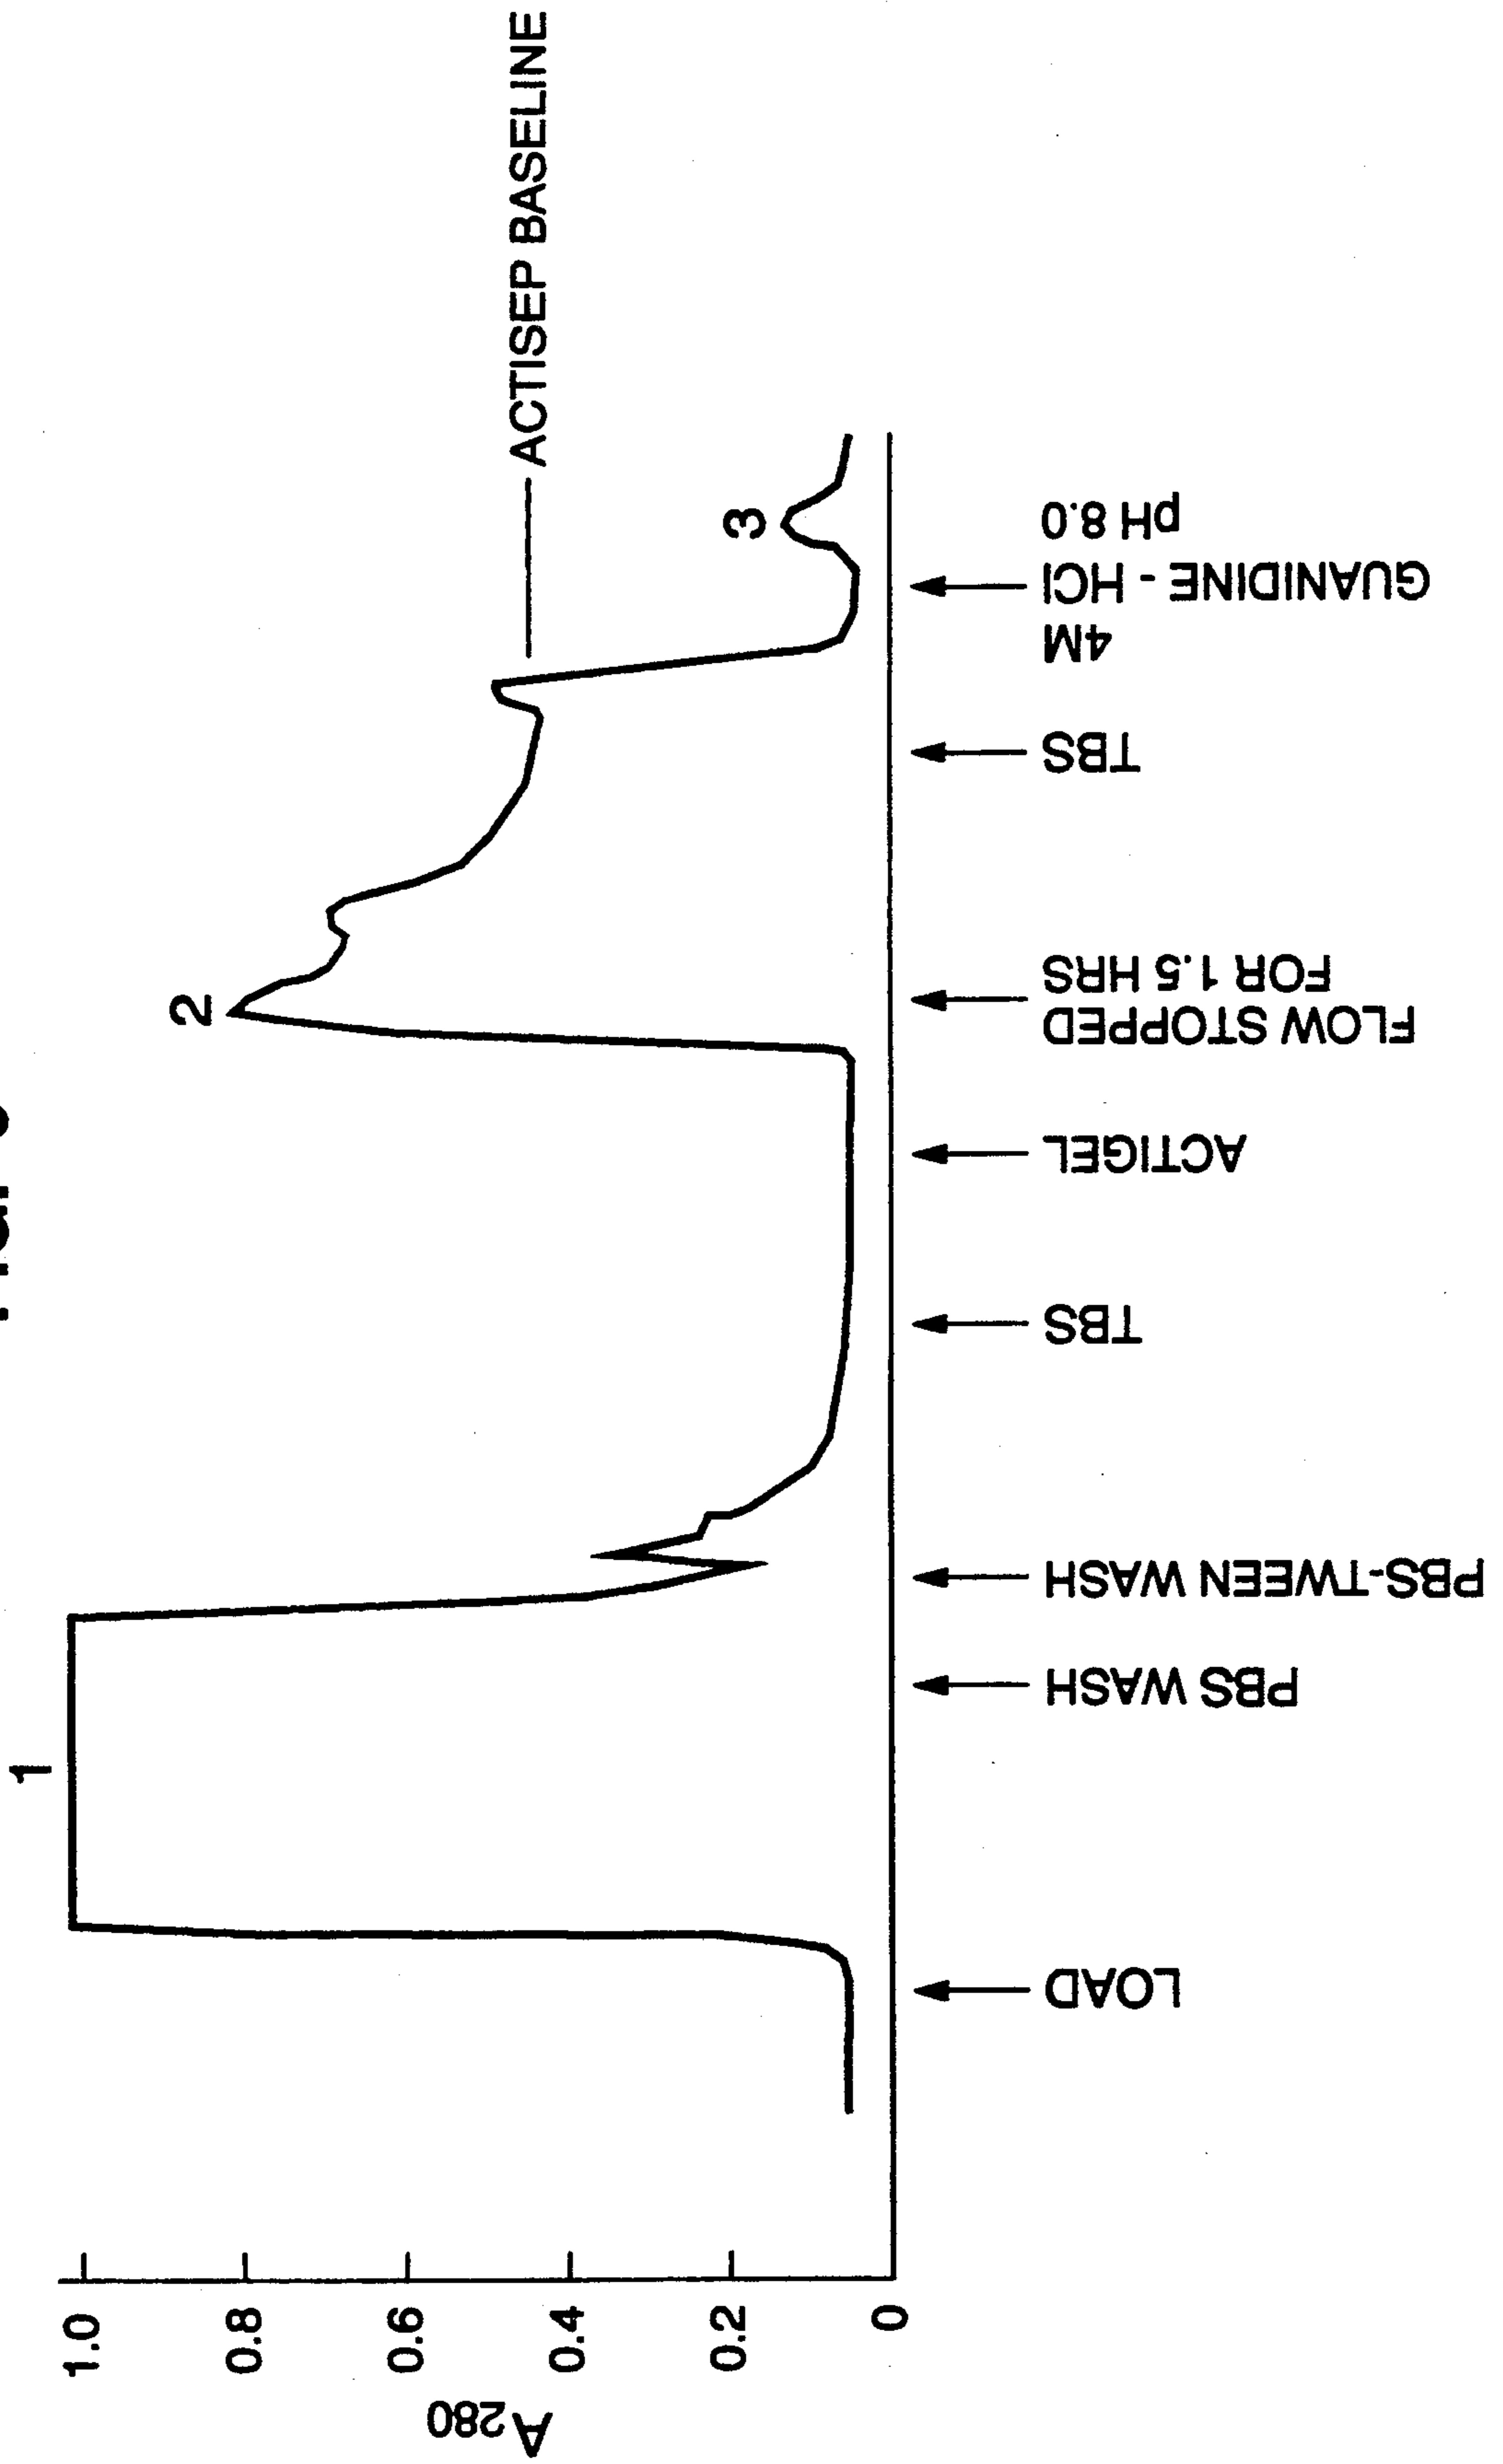 1
2
3
ACTISEP BASELINE
1.0
0.8
0.6
0.4
0.2
0
A280
LOAD
PBS WASH
PBS-TWEEN WASH
TBS
ACTIGEL
FLOW STOPPED
FOR 1.5 HRS
TBS
4M
GUANIDINE - HCl
pH 8.0